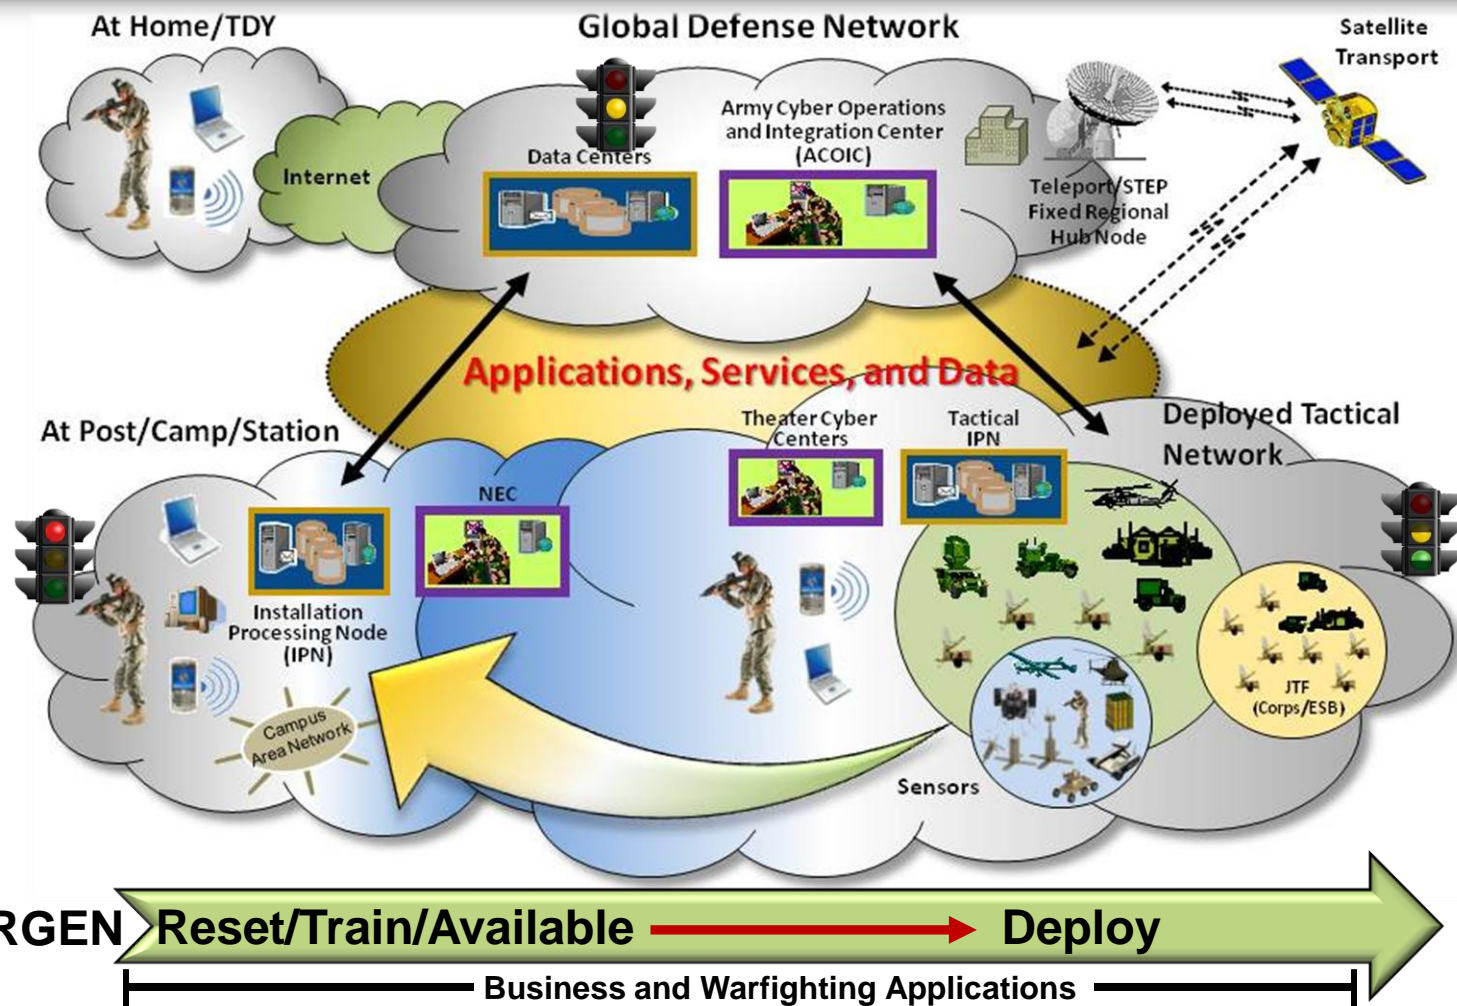 At Home/TDY
Global Defense Network
Satellite
Transport
Internet
Data Centers
Army Cyber Operations
and Integration Center
(ACOIC)
Teleport/STEP
Fixed Regional
Hub Node
Applications, Services, and Data
At Post/Camp/Station
Theater Cyber
Centers
Tactical
IPN
Deployed Tactical
Network
NEC
Installation
Processing Node
(IPN)
Campus
Area Network
JTF
(Corps/ESB)
Sensors
RGEN
Reset/Train/Available
Deploy
Business and Warfighting Applications